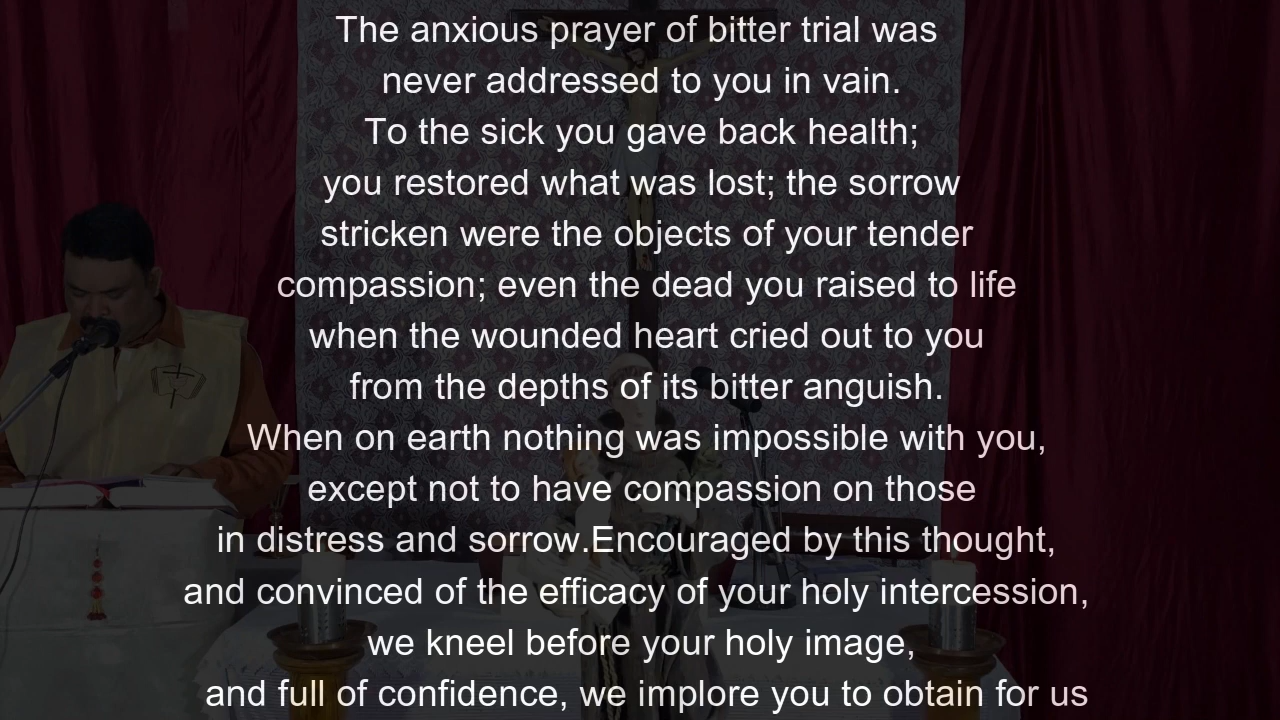 The anxious prayer of bitter trial was
never addressed to you in vain.
To the sick you gave back health;
you restored what was lost; the sorrow
stricken were the objects of your tender
compassion; even the dead you raised to life
when the wounded heart cried out to you
from the depths of its bitter anguish.
When on earth nothing was impossible with you,
except not to have compassion on those
in distress and sorrow.Encouraged by this thought,
and convinced of the efficacy of your holy intercession,
we kneel before your holy image,
and full of confidence, we implore you to obtain for us